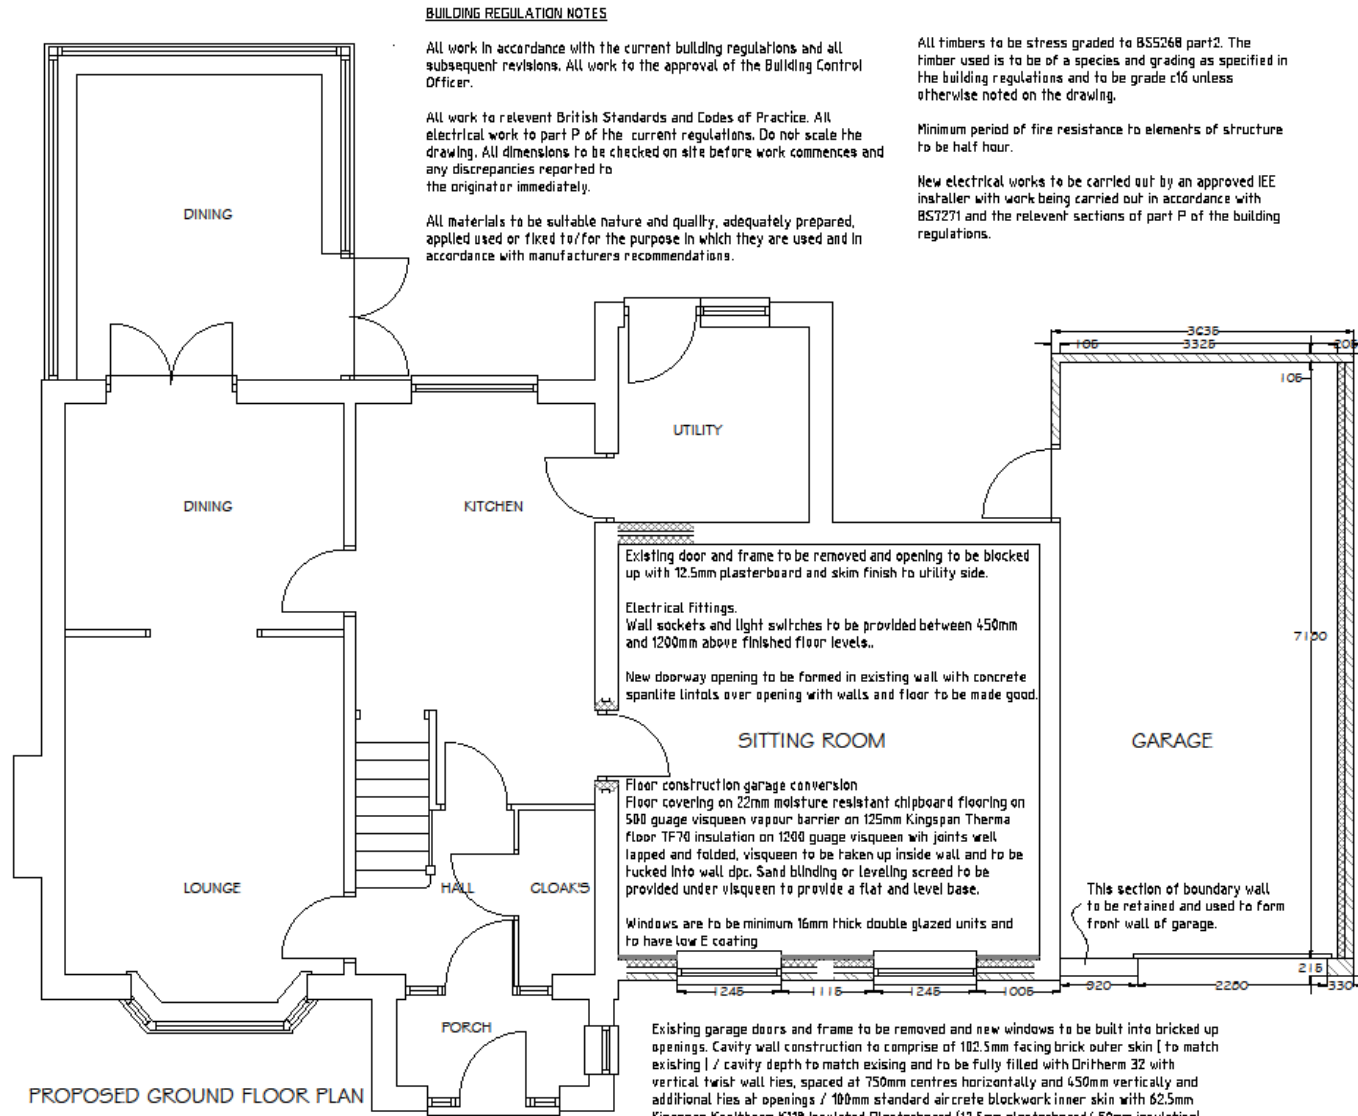 BUILDING REGULATION NOTES
All work in accordance with the current building regulations and all
subsequent revisions. All work to the approval of the Building Control
Officer.
All work to relevent British Standards and Codes of Practice. All
electrical work to part P of the current regulations. Do not scale the
drawing. All dimensions to be checked on site before work commences and
any discrepancies reported to
the originator immediately.
All materials to be suitable nature and quality, adequately prepared,
applied used or fixed to/for the purpose in which they are used and in
accordance with manufacturers recommendations.
All timbers to be stress graded to BS5268 part2. The
timber used is to be of a species and grading as specified in
the building regulations and to be grade c16 unless
otherwise noted on the drawing.
Minimum period of fire resistance to elements of structure
to be half hour.
New electrical works to be carried out by an approved IEE
installer with work being carried out in accordance with
BS7271 and the relevent sections of part P of the building
regulations.
DINING
UTILITY
3635
105 3325 205
105
DINING
KITCHEN
Existing door and frame to be removed and opening to be blocked
up with 12.5mm plasterboard and skim finish to utility side.
Electrical Fittings.
Wall sockets and light switches to be provided between 450mm
and 1200mm above finished floor levels..
New doorway opening to be formed in existing wall with concrete
spanlite lintols over opening with walls and floor to be made good.
7150
SITTING ROOM
GARAGE
Floor construction garage conversion
Floor covering on 22mm moisture resistant chipboard flooring on
500 guage visqueen vapour barrier on 125mm Kingspan Therma
floor TF70 insulation on 1200 guage visqueen wih joints well
lapped and folded, visqueen to be taken up inside wall and to be
tucked into wall dpc. Sand blinding or leveling screed to be
provided under visqueen to provide a flat and level base.
Windows are to be minimum 16mm thick double glazed units and
to have low E coating
LOUNGE
HALL
CLOAK'S
This section of boundary wall
to be retained and used to form
front wall of garage.
215
1245 1115 1245 1005 920 2280 330
PORCH
Existing garage doors and frame to be removed and new windows to be built into bricked up
openings. Cavity wall construction to comprise of 102.5mm facing brick outer skin [ to match
existing ] / cavity depth to match exising and to be fully filled with Dritherm 32 with
vertical twist wall ties, spaced at 750mm centres horizontally and 450mm vertically and
additional ties at openings / 100mm standard aircrete blockwork inner skin with 62.5mm
Kingspan Kooltherm K118 Insulated Plasterboard (12.5mm plasterboard/ 50mm insulation)
PROPOSED GROUND FLOOR PLAN